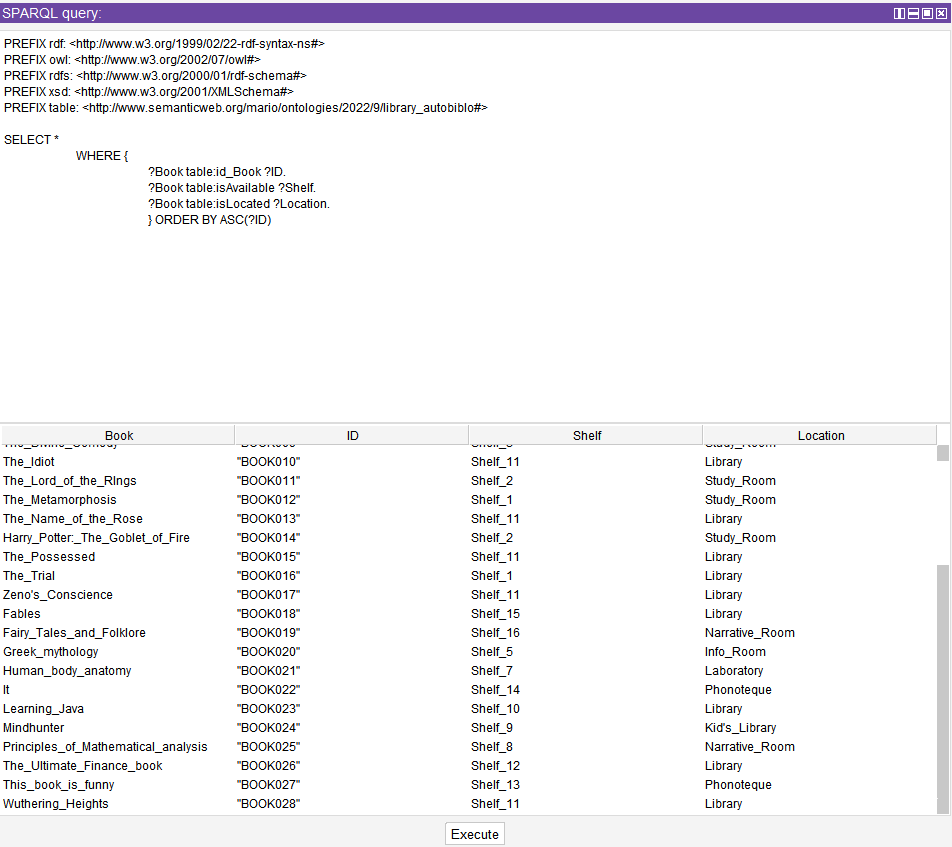 SPARQL query:
PREFIX rdf: <http://www.w3.org/1999/02/22-rdf-syntax-ns#>
PREFIX owl: <http://www.w3.org/2002/07/owl#>
PREFIX rdfs: <http://www.w3.org/2000/01/rdf-schema#>
PREFIX xsd: <http://www.w3.org/2001/XMLSchema#>
PREFIX table: <http://www.semanticweb.org/mario/ontologies/2022/9/library_autobiblo#>
SELECT *
WHERE {
?Book table:id_Book ?ID.
?Book table:isAvailable ?Shelf.
?Book table:isLocated ?Location.
} ORDER BY ASC(?ID)
Book ID Shelf Location
The_Idiot "BOOK010" Shelf_11 Library
The_Lord_of_the_RIngs "BOOK011" Shelf_2 Study_Room
The_Metamorphosis "BOOK012" Shelf_1 Study_Room
The_Name_of_the_Rose "BOOK013" Shelf_11 Library
Harry_Potter:_The_Goblet_of_Fire "BOOK014" Shelf_2 Study_Room
The_Possessed "BOOK015" Shelf_11 Library
The_Trial "BOOK016" Shelf_1 Library
Zeno's_Conscience "BOOK017" Shelf_11 Library
Fables "BOOK018" Shelf_15 Library
Fairy_Tales_and_Folklore "BOOK019" Shelf_16 Narrative_Room
Greek_mythology "BOOK020" Shelf_5 Info_Room
Human_body_anatomy "BOOK021" Shelf_7 Laboratory
It "BOOK022" Shelf_14 Phonoteque
Learning_Java "BOOK023" Shelf_10 Library
Mindhunter "BOOK024" Shelf_9 Kid's_Library
Principles_of_Mathematical_analysis "BOOK025" Shelf_8 Narrative_Room
The_Ultimate_Finance_book "BOOK026" Shelf_12 Library
This_book_is_funny "BOOK027" Shelf_13 Phonoteque
Wuthering_Heights "BOOK028" Shelf_11 Library
Execute